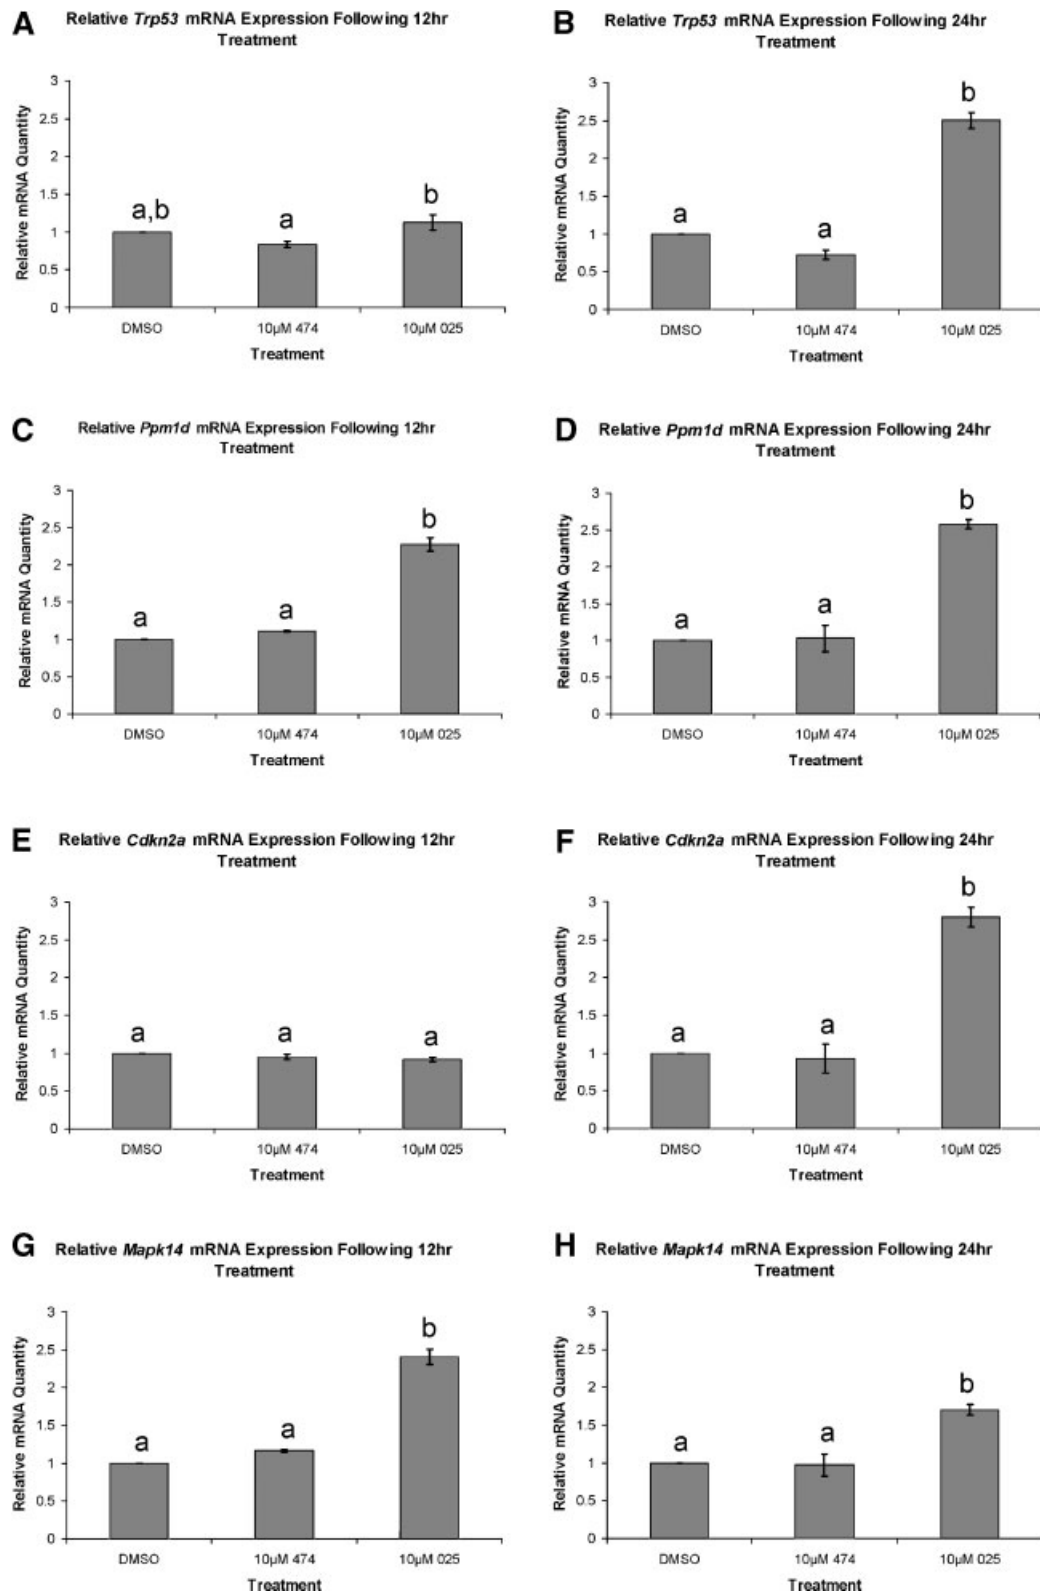 A
Relative Trp53 mRNA Expression Following 12hr
Treatment
Relative mRNA Quantity
3
2.5
2
1.5
1
0.5
0
a,b
a
b
DMSO
10µM 474
10µM 025
Treatment
B
Relative Trp53 mRNA Expression Following 24hr
Treatment
Relative mRNA Quantity
3
2.5
2
1.5
1
0.5
0
a
a
b
DMSO
10µM 474
10µM 025
Treatment
C
Relative Ppm1d mRNA Expression Following 12hr
Treatment
Relative mRNA Quantity
3
2.5
2
1.5
1
0.5
0
a
a
b
DMSO
10µM 474
10µM 025
Treatment
D
Relative Ppm1d mRNA Expression Following 24hr
Treatment
Relative mRNA Quantity
3
2.5
2
1.5
1
0.5
0
a
a
b
DMSO
10µM 474
10µM 025
Treatment
E
Relative Cdkn2a mRNA Expression Following 12hr
Treatment
Relative mRNA Quantity
3
2.5
2
1.5
1
0.5
0
a
a
a
DMSO
10µM 474
10µM 025
Treatment
F
Relative Cdkn2a mRNA Expression Following 24hr
Treatment
Relative mRNA Quantity
3
2.5
2
1.5
1
0.5
0
a
a
b
DMSO
10µM 474
10µM 025
Treatment
G
Relative Mapk14 mRNA Expression Following 12hr
Treatment
Relative mRNA Quantity
3
2.5
2
1.5
1
0.5
0
a
a
b
DMSO
10µM 474
10µM 025
Treatment
H
Relative Mapk14 mRNA Expression Following 24hr
Treatment
Relative mRNA Quantity
3
2.5
2
1.5
1
0.5
0
a
a
b
DMSO
10µM 474
10µM 025
Treatment